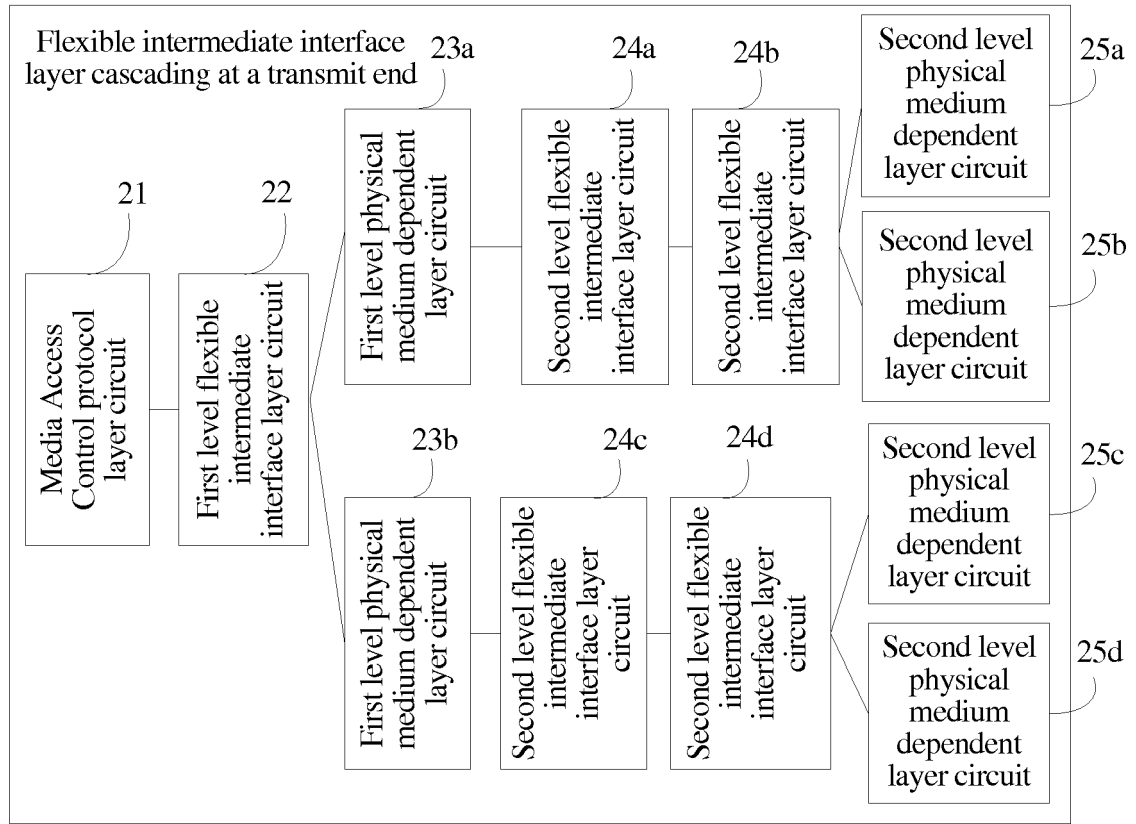 Flexible intermediate interface
layer cascading at a transmit end
21
Media Access
Control protocol
layer circuit
22
First level flexible
intermediate
interface layer circuit
23a
First level physical
medium dependent
layer circuit
24a
Second level flexible
intermediate
interface layer circuit
24b
Second level flexible
intermediate
interface layer circuit
25a
Second level
physical
medium
dependent
layer circuit
25b
Second level
physical
medium
dependent
layer circuit
23b
First level physical
medium dependent
layer circuit
24c
Second level flexible
intermediate
interface layer
circuit
24d
Second level flexible
intermediate
interface layer
circuit
25c
Second level
physical
medium
dependent
layer circuit
25d
Second level
physical
medium
dependent
layer circuit